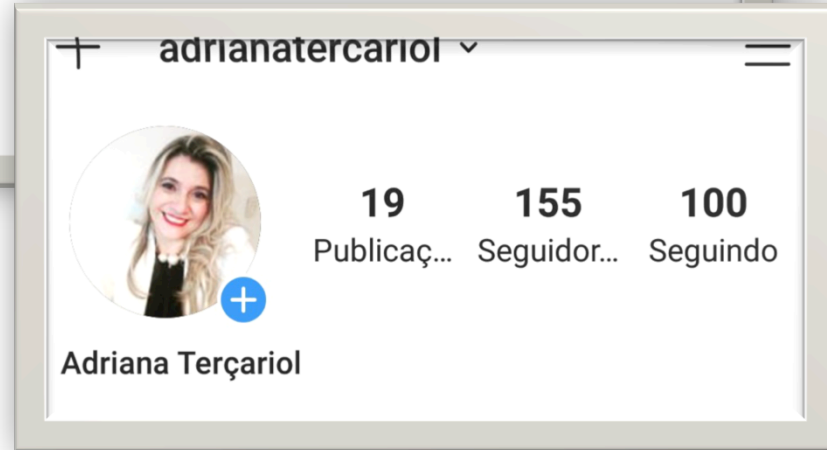 adrianatercariol
19 155 100
Publicaç... Seguidor... Seguindo
Adriana Terçariol